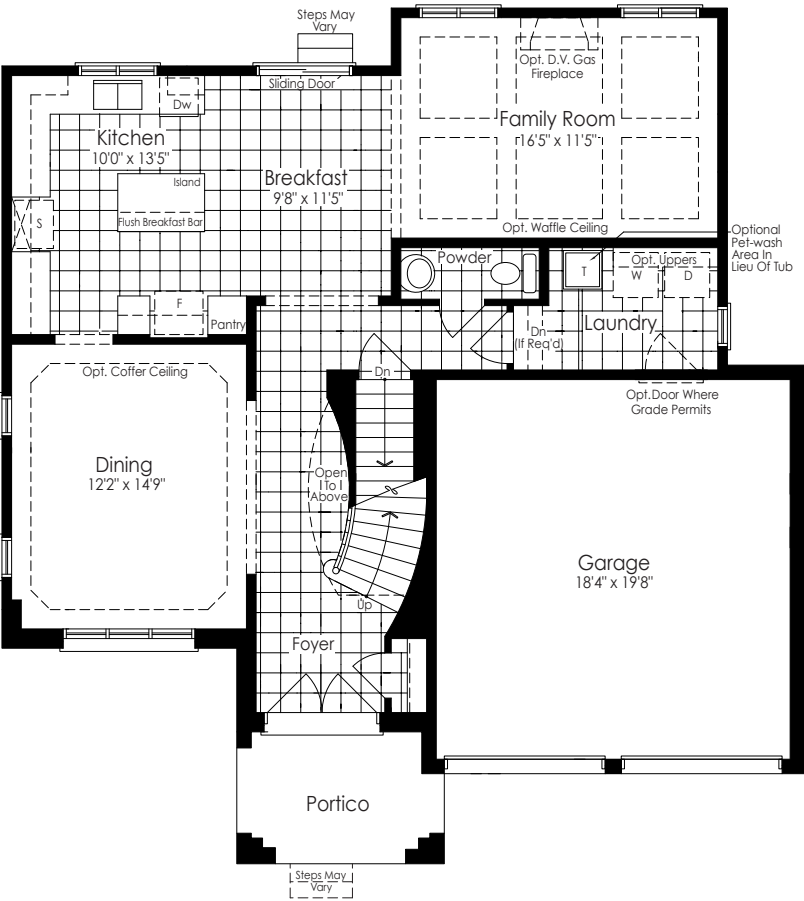 Steps May
Vary
Opt. D.V. Gas
Fireplace
Sliding Door
Dw
Kitchen
10'0" x 13'5"
Family Room
16'5" x 11'5"
Breakfast
9'8" x 11'5"
Island
Flush Breakfast Bar
S
Opt. Waffle Ceiling
Optional
Pet-wash
Area In
Lieu Of Tub
Powder
T
Opt. Uppers
W
D
F
Pantry
Laundry
Dn
(If Req'd)
Dn
Opt. Coffer Ceiling
Opt.Door Where
Grade Permits
Dining
12'2" x 14'9"
Open
To
Above
Garage
18'4" x 19'8"
Up
Foyer
Portico
Steps May
Vary